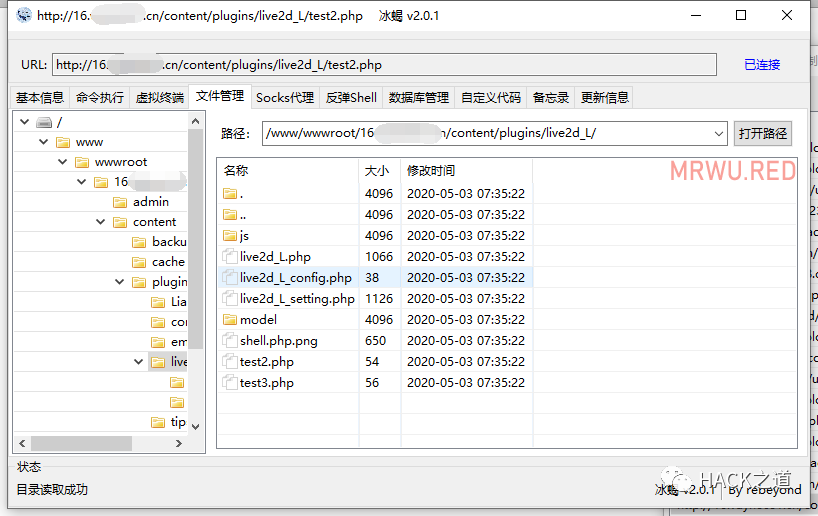 http://16. .cn/content/plugins/live2d_L/test2.php 冰蝎 v2.0.1
URL: http://16. .cn/content/plugins/live2d_L/test2.php 已连接
基本信息 命令执行 虚拟终端 文件管理 Socks代理 反弹Shell 数据库管理 自定义代码 备忘录 更新信息
/
www
wwwroot
16
admin
content
backu
cache
plugin
Lia
cor
em
live
tip
路径: /www/wwwroot/16 n/content/plugins/live2d_L/ 打开路径
名称 大小 修改时间
. 4096 2020-05-03 07:35:22
.. 4096 2020-05-03 07:35:22
js 4096 2020-05-03 07:35:22
live2d_L.php 1066 2020-05-03 07:35:22
live2d_L_config.php 38 2020-05-03 07:35:22
live2d_L_setting.php 1126 2020-05-03 07:35:22
model 4096 2020-05-03 07:35:22
shell.php.png 650 2020-05-03 07:35:22
test2.php 54 2020-05-03 07:35:22
test3.php 56 2020-05-03 07:35:22
MRWU.RED
状态
目录读取成功
HACK之道
冰蝎 v2.0.1 By rebeyond